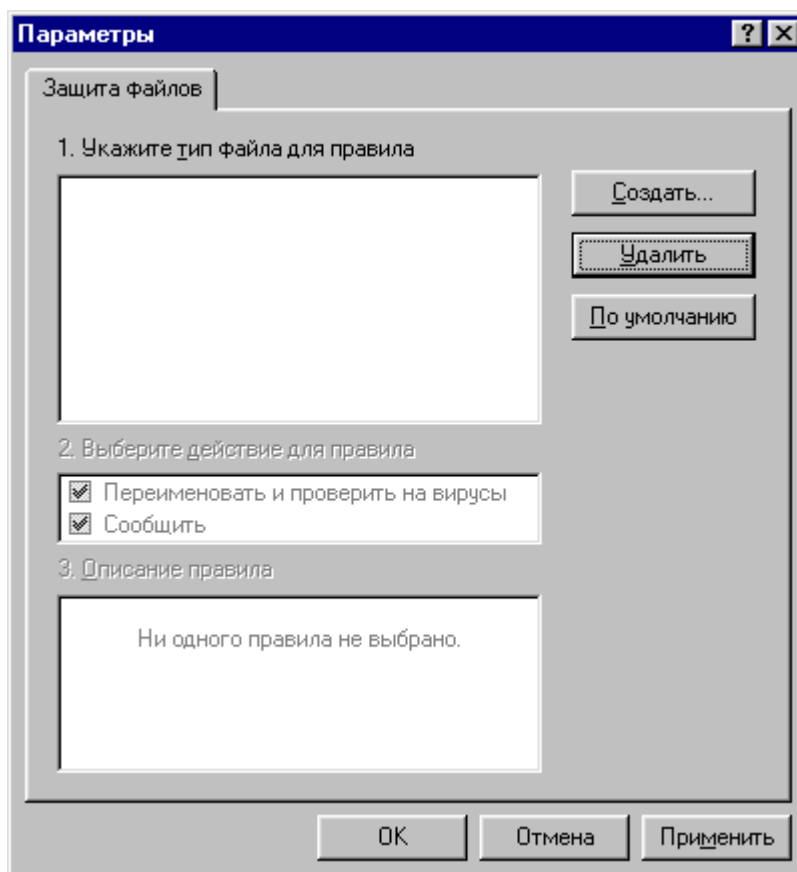 Параметры
Защита файлов
1. Укажите тип файла для правила
Создать...
Удалить
По умолчанию
2. Выберите действие для правила
Переименовать и проверить на вирусы
Сообщить
3. Описание правила
Ни одного правила не выбрано.
OK
Отмена
Применить